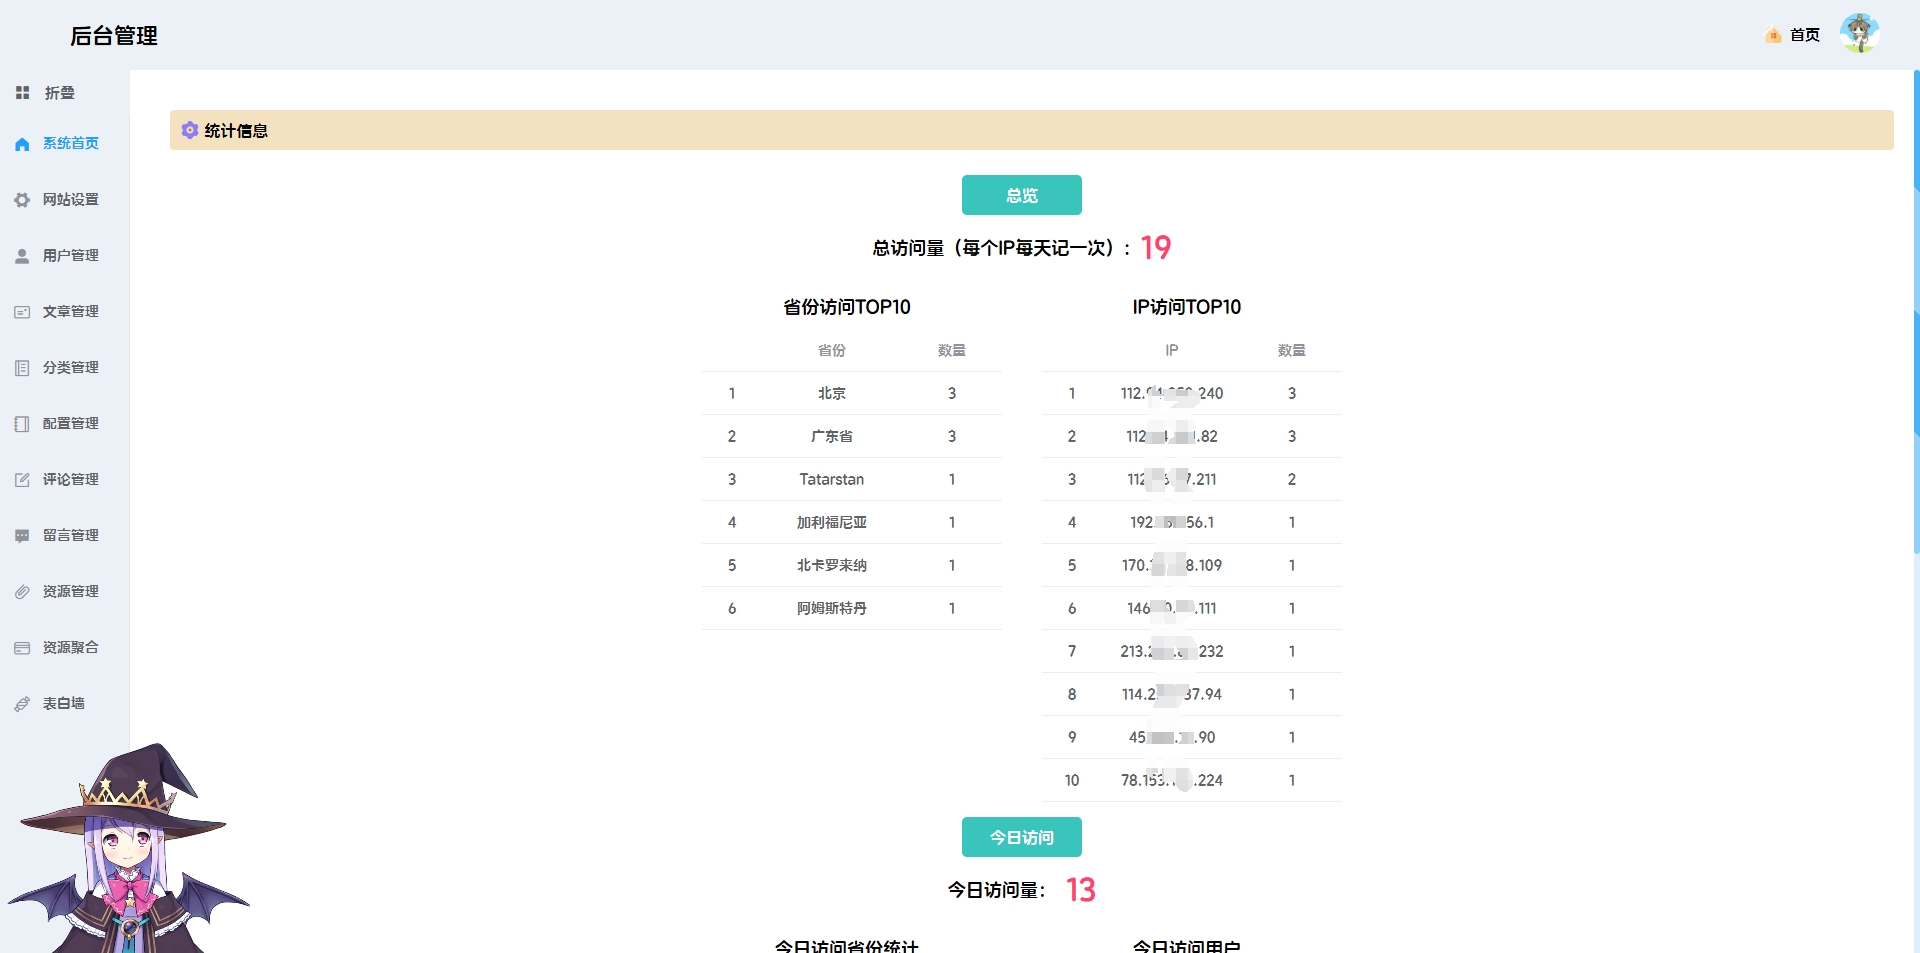 后台管理
首页
折叠
系统首页
网站设置
用户管理
文章管理
分类管理
配置管理
评论管理
留言管理
资源管理
资源聚合
表白墙
统计信息
总览
总访问量（每个IP每天记一次）: 19
省份访问TOP10
省份 数量
1 北京 3
2 广东省 3
3 Tatarstan 1
4 加利福尼亚 1
5 北卡罗来纳 1
6 阿姆斯特丹 1
IP访问TOP10
IP 数量
1 112. 240 3
2 112 .82 3
3 112 7.211 2
4 192. 56.1 1
5 170. 8.109 1
6 146 .111 1
7 213. 232 1
8 114.2 37.94 1
9 45 .90 1
10 78.153. .224 1
今日访问
今日访问量： 13
今日访问省份统计
今日访问用户